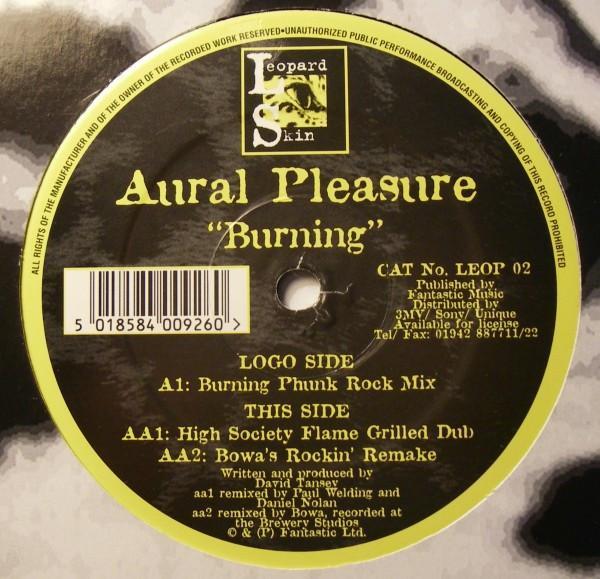 ALL RIGHTS OF THE MANUFACTURER AND OF THE OWNER OF THE RECORDED WORK RESERVED•UNAUTHORIZED PUBLIC PERFORMANCE BROADCASTING AND COPYING OF THIS RECORD PROHIBITED
Leopard
Skin
Aural Pleasure
“Burning”
5 018584 009260 >
CAT No. LEOP 02
Published by
Fantastic Music
Distributed by
3MV/ Sony/ Unique
Available for license
Tel/ Fax: 01942 887711/22
LOGO SIDE
A1: Burning Phunk Rock Mix
THIS SIDE
AA1: High Society Flame Grilled Dub
AA2: Bowa's Rockin' Remake
Written and produced by
David Tansey
aa1 remixed by Paul Welding and
Daniel Nolan
aa2 remixed by Bowa, recorded at
the Brewery Studios
© & (P) Fantastic Ltd.